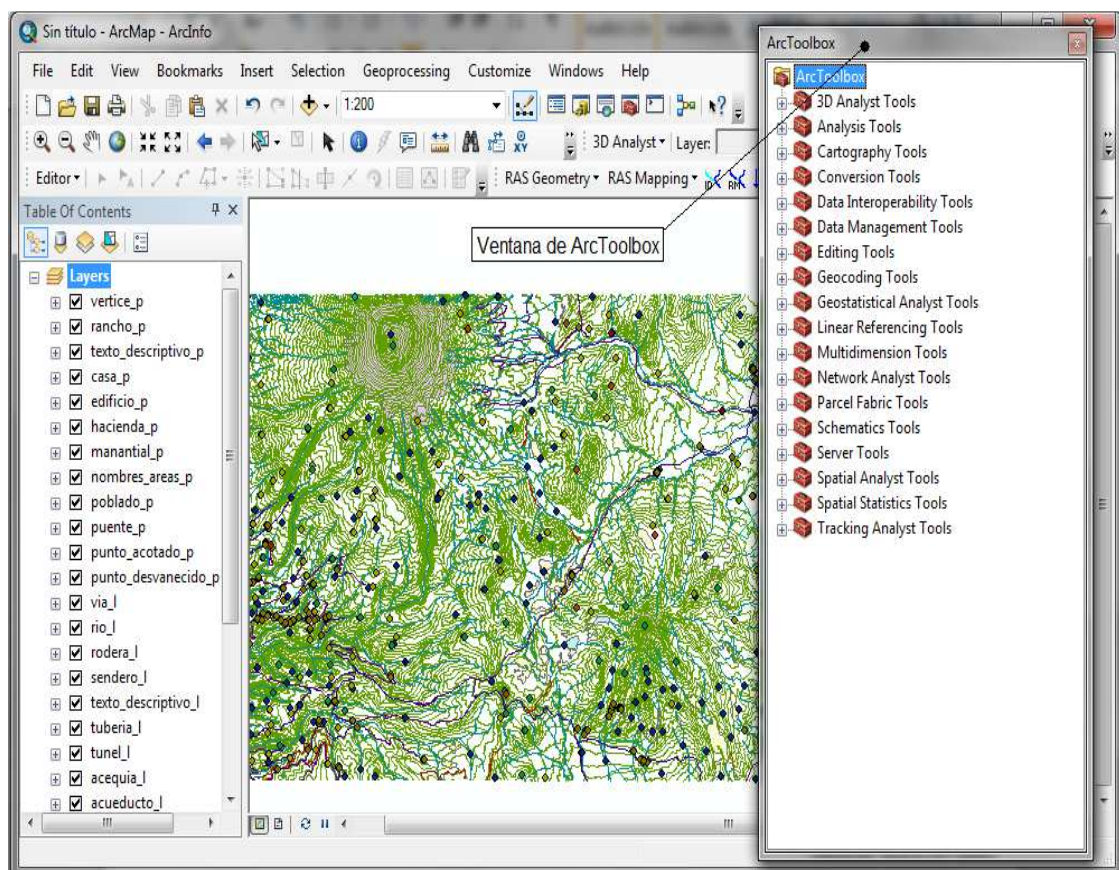 Sin título - ArcMap - ArcInfo
File Edit View Bookmarks Insert Selection Geoprocessing Customize Windows Help
1:200
3D Analyst Layer:
Editor RAS Geometry RAS Mapping ID RM
Table Of Contents
Layers
vertice_p
rancho_p
texto_descriptivo_p
casa_p
edificio_p
hacienda_p
manantial_p
nombres_areas_p
poblado_p
puente_p
punto_acotado_p
punto_desvanecido_p
via_l
rio_l
rodera_l
sendero_l
texto_descriptivo_l
tuberia_l
tunel_l
acequia_l
acueducto_l
Ventana de ArcToolbox
ArcToolbox
ArcToolbox
3D Analyst Tools
Analysis Tools
Cartography Tools
Conversion Tools
Data Interoperability Tools
Data Management Tools
Editing Tools
Geocoding Tools
Geostatistical Analyst Tools
Linear Referencing Tools
Multidimension Tools
Network Analyst Tools
Parcel Fabric Tools
Schematics Tools
Server Tools
Spatial Analyst Tools
Spatial Statistics Tools
Tracking Analyst Tools